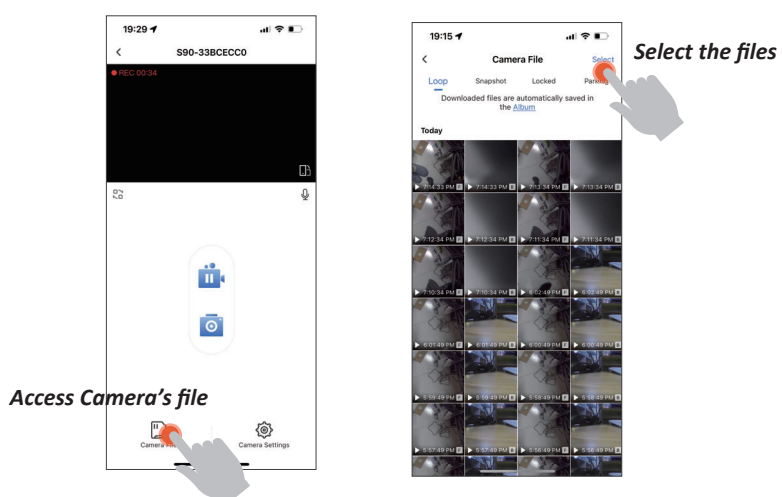 19:29
S90-33BCECC0
REC 00:34
Access Camera's file
Camera
Camera Settings
19:15
Camera File
Select
Select the files
Loop
Snapshot
Locked
Downloaded files are automatically saved in
the Album
Today
7:14:33 PM F
7:14:33 PM B
7:13:34 PM F
7:13:34 PM B
7:12:34 PM F
7:12:34 PM B
7:11:34 PM F
7:11:34 PM B
7:10:34 PM F
7:10:34 PM B
6:02:49 PM F
6:02:49 PM B
6:01:49 PM F
6:01:49 PM B
6:00:49 PM F
6:00:49 PM B
5:59:49 PM F
5:59:49 PM B
5:58:49 PM F
5:58:49 PM B
5:57:49 PM F
5:57:49 PM B
5:56:49 PM F
5:56:49 PM B